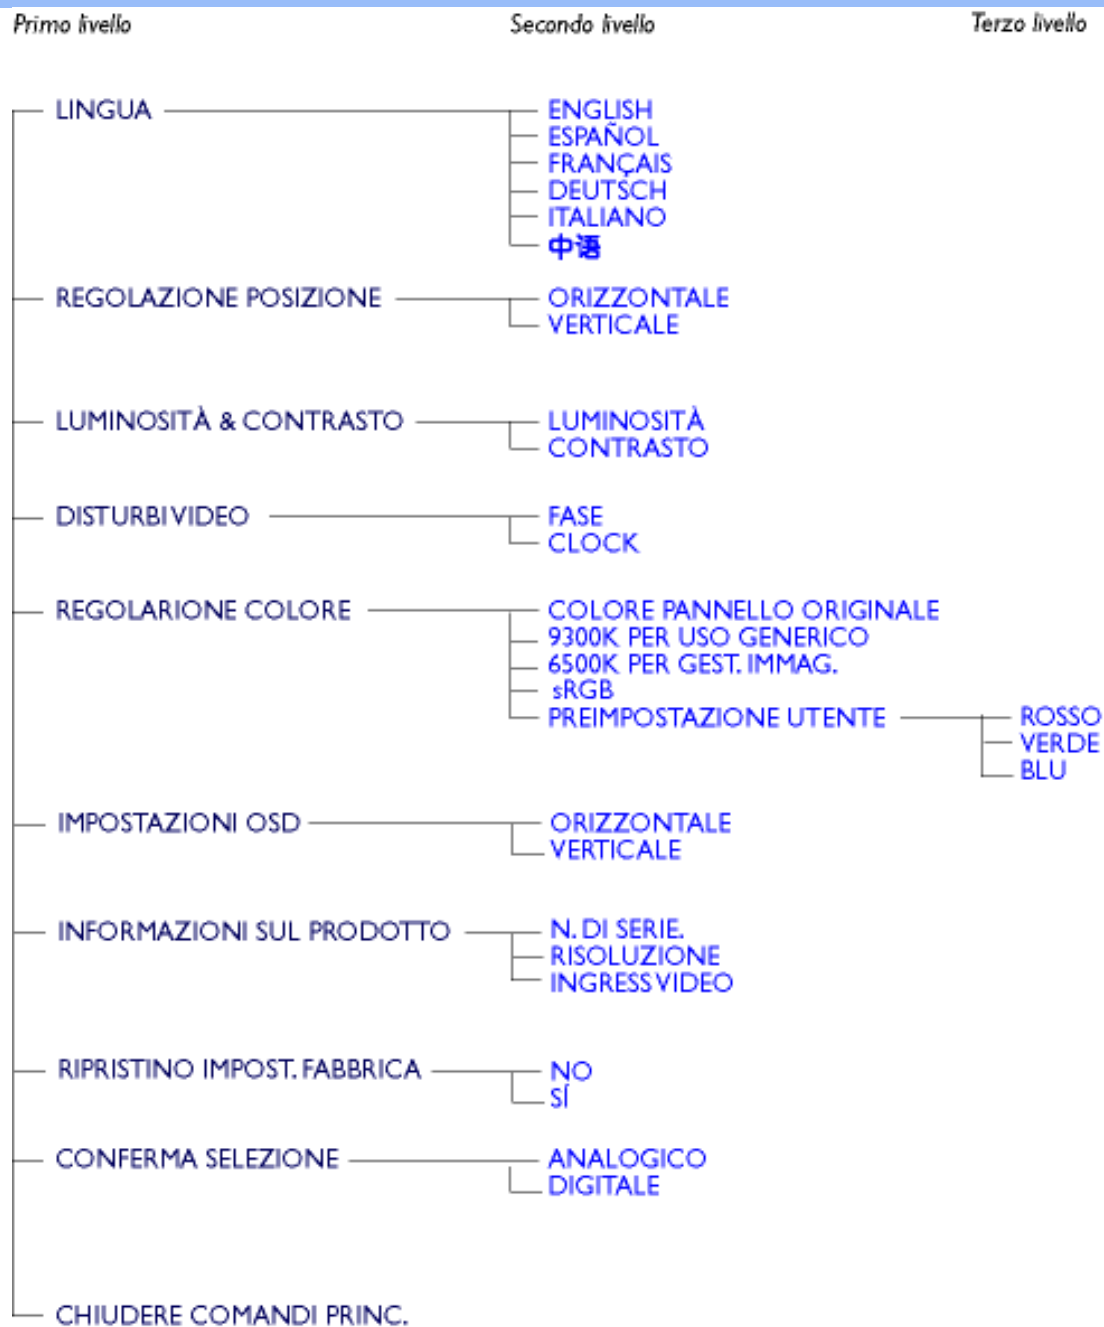 Primo livello Secondo livello Terzo livello
LINGUA ENGLISH
ESPAÑOL
FRANÇAIS
DEUTSCH
ITALIANO
中语
REGOLAZIONE POSIZIONE ORIZZONTALE
VERTICALE
LUMINOSITÀ & CONTRASTO LUMINOSITÀ
CONTRASTO
DISTURBI VIDEO FASE
CLOCK
REGOLARIONE COLORE COLORE PANNELLO ORIGINALE
9300K PER USO GENERICO
6500K PER GEST. IMMAG.
sRGB
PREIMPOSTAZIONE UTENTE ROSSO
VERDE
BLU
IMPOSTAZIONI OSD ORIZZONTALE
VERTICALE
INFORMAZIONI SUL PRODOTTO N. DI SERIE.
RISOLUZIONE
INGRESS VIDEO
RIPRISTINO IMPOST. FABBRICA NO
SÍ
CONFERMA SELEZIONE ANALOGICO
DIGITALE
CHIUDERE COMANDI PRINC.